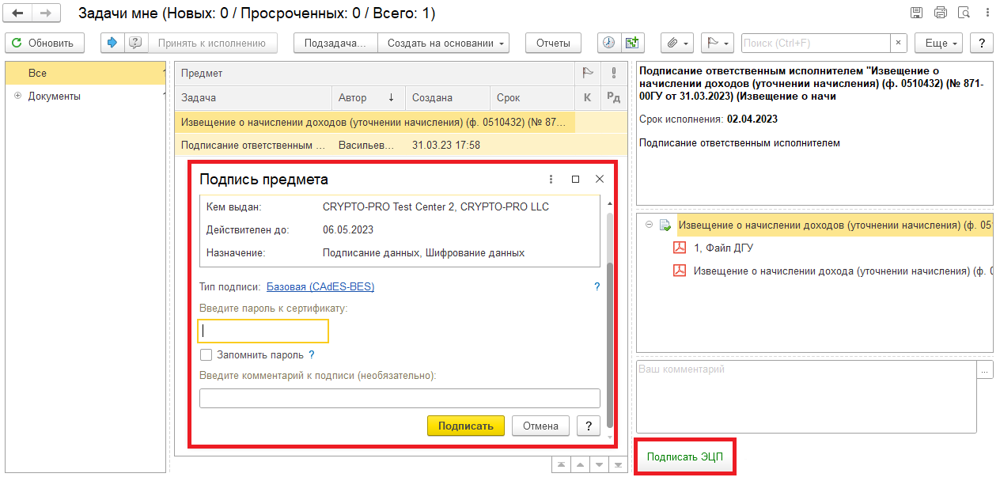 Задачи мне (Новых: 0 / Просроченных: 0 / Всего: 1)
Обновить
Принять к исполнению
Подзадача...
Создать на основании
Отчеты
Поиск (Ctrl+F)
×
Еще
?
Все
Документы
Предмет
Задача Автор ↓ Создана Срок К Рд
Извещение о начислении доходов (уточнении начисления) (ф. 0510432) (№ 87...
Подписание ответственным ... Васильев... 31.03.23 17:58
Подпись предмета
Кем выдан: CRYPTO-PRO Test Center 2, CRYPTO-PRO LLC
Действителен до: 06.05.2023
Назначение: Подписание данных, Шифрование данных
Тип подписи: Базовая (CAdES-BES) ?
Введите пароль к сертификату:
Запомнить пароль ?
Введите комментарий к подписи (необязательно):
Подписать Отмена ?
Подписание ответственным исполнителем "Извещение о
начислении доходов (уточнении начисления) (ф. 0510432) (№ 871-
00ГУ от 31.03.2023) (Извещение о начи
Срок исполнения: 02.04.2023
Подписание ответственным исполнителем
Извещение о начислении доходов (уточнении начисления) (ф. 05
1, Файл ДГУ
Извещение о начислении дохода (уточнении начисления) (ф. 0
Ваш комментарий
...
Подписать ЭЦП